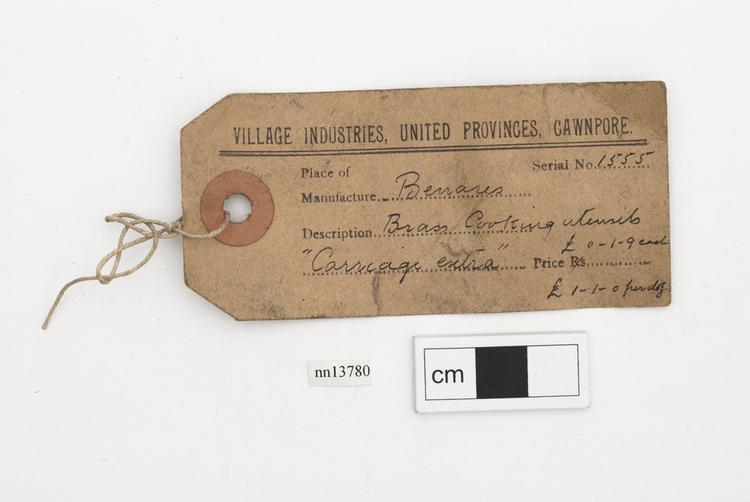 VILLAGE INDUSTRIES, UNITED PROVINCES, CAWNPORE.
Serial No. 1555
Place of
Manufacture Benares
Description Brass Cooking utensils
£ 0-1-9 each
"Carriage extra" Price Rs
£ 1-1-0 per doz
nn13780
cm